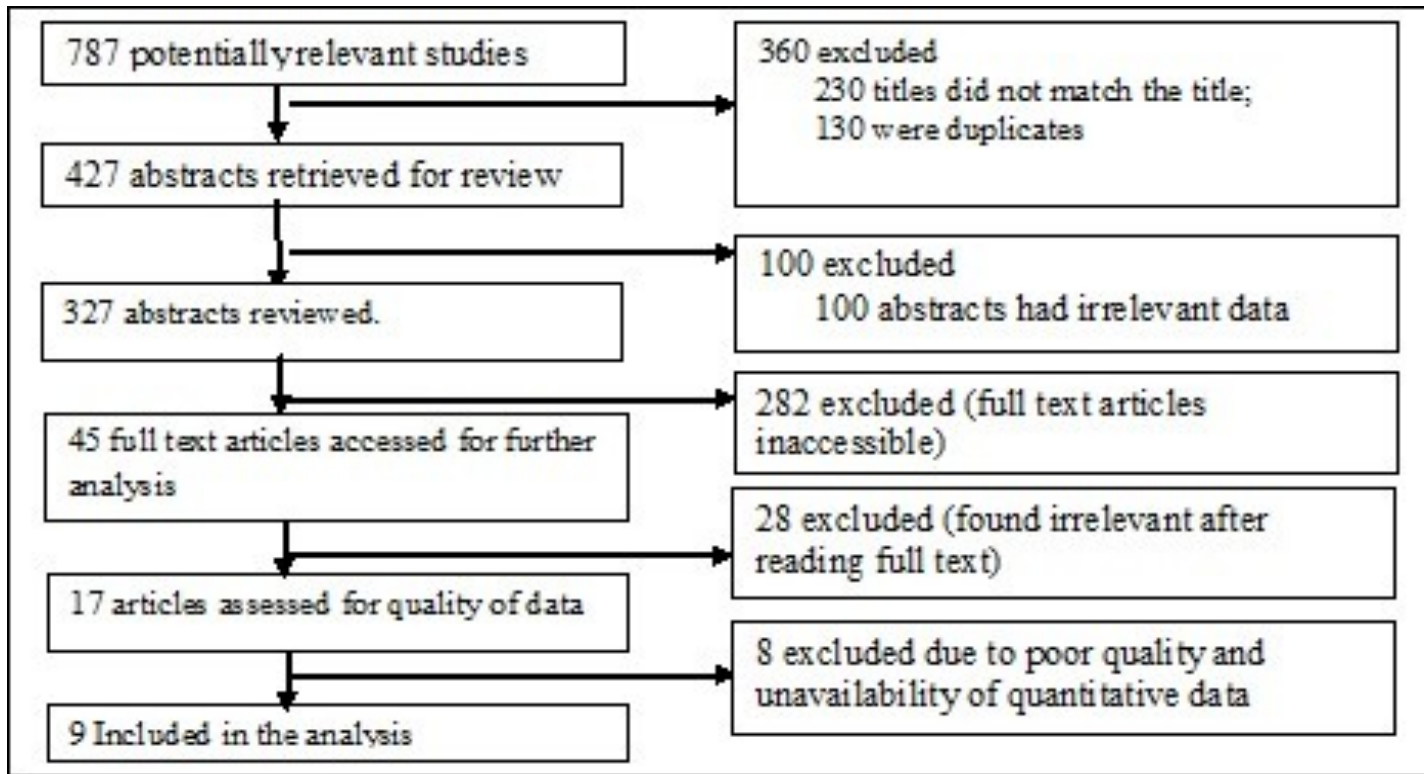 787 potentially relevant studies
360 excluded
230 titles did not match the title;
130 were duplicates
427 abstracts retrieved for review
100 excluded
100 abstracts had irrelevant data
327 abstracts reviewed.
282 excluded (full text articles
inaccessible)
45 full text articles accessed for further
analysis
28 excluded (found irrelevant after
reading full text)
17 articles assessed for quality of data
8 excluded due to poor quality and
unavailability of quantitative data
9 Included in the analysis